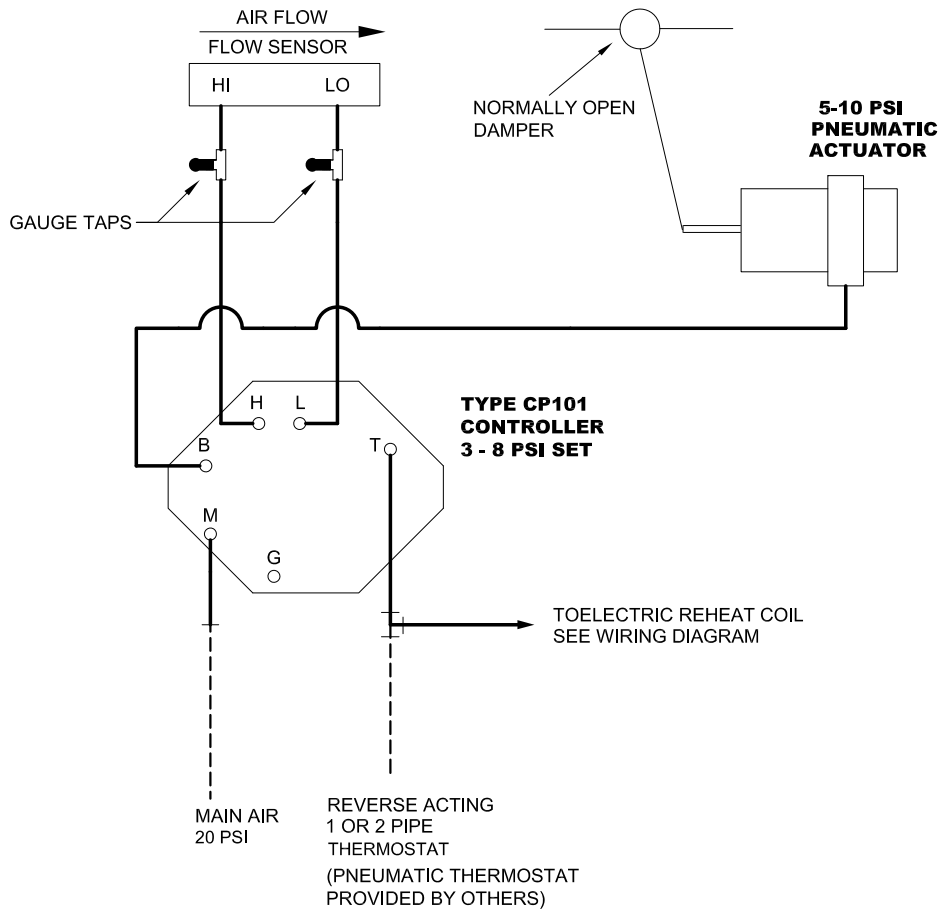 AIR FLOW
FLOW SENSOR
HI
LO
NORMALLY OPEN
DAMPER
5-10 PSI
PNEUMATIC
ACTUATOR
GAUGE TAPS
H
L
TYPE CP101
CONTROLLER
3 - 8 PSI SET
B
T
M
G
TOELECTRIC REHEAT COIL
SEE WIRING DIAGRAM
MAIN AIR
20 PSI
REVERSE ACTING
1 OR 2 PIPE
THERMOSTAT
(PNEUMATIC THERMOSTAT
PROVIDED BY OTHERS)